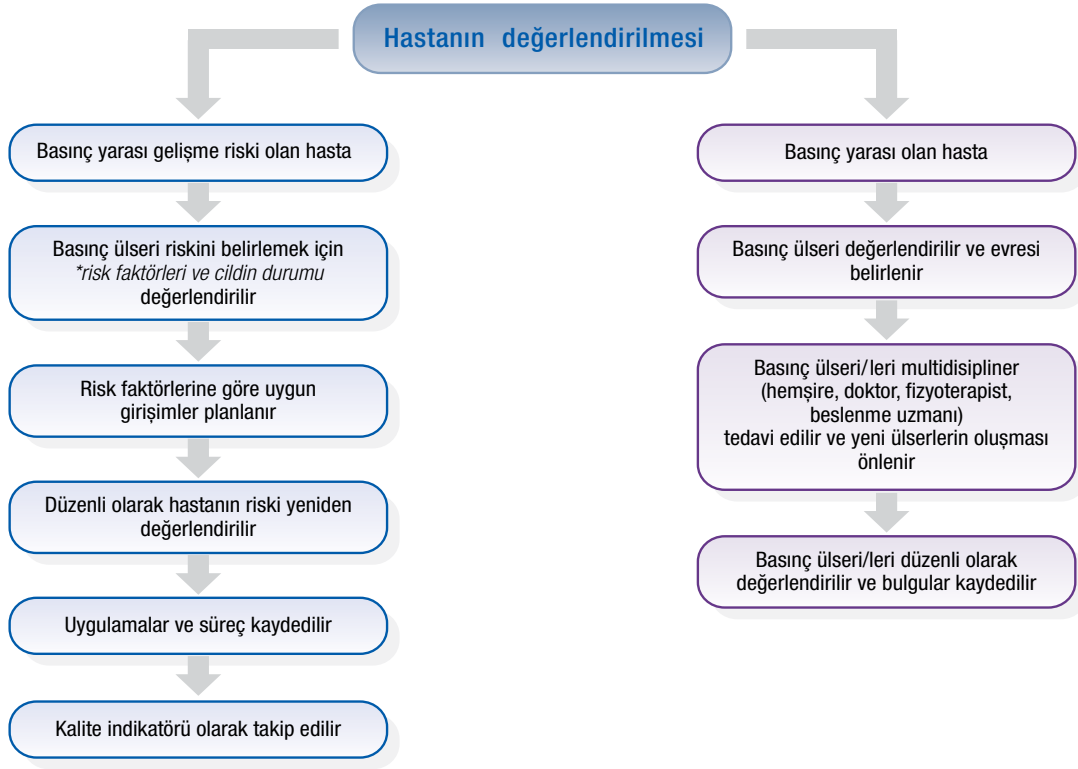 Hastanın değerlendirilmesi
Basınç yarası gelişme riski olan hasta
Basınç ülseri riskini belirlemek için
*risk faktörleri ve cildin durumu
değerlendirilir
Risk faktörlerine göre uygun
girişimler planlanır
Düzenli olarak hastanın riski yeniden
değerlendirilir
Uygulamalar ve süreç kaydedilir
Kalite indikatörü olarak takip edilir
Basınç yarası olan hasta
Basınç ülseri değerlendirilir ve evresi
belirlenir
Basınç ülseri/leri multidisipliner
(hemşire, doktor, fizyoterapist,
beslenme uzmanı)
tedavi edilir ve yeni ülserlerin oluşması
önlenir
Basınç ülseri/leri düzenli olarak
değerlendirilir ve bulgular kaydedilir